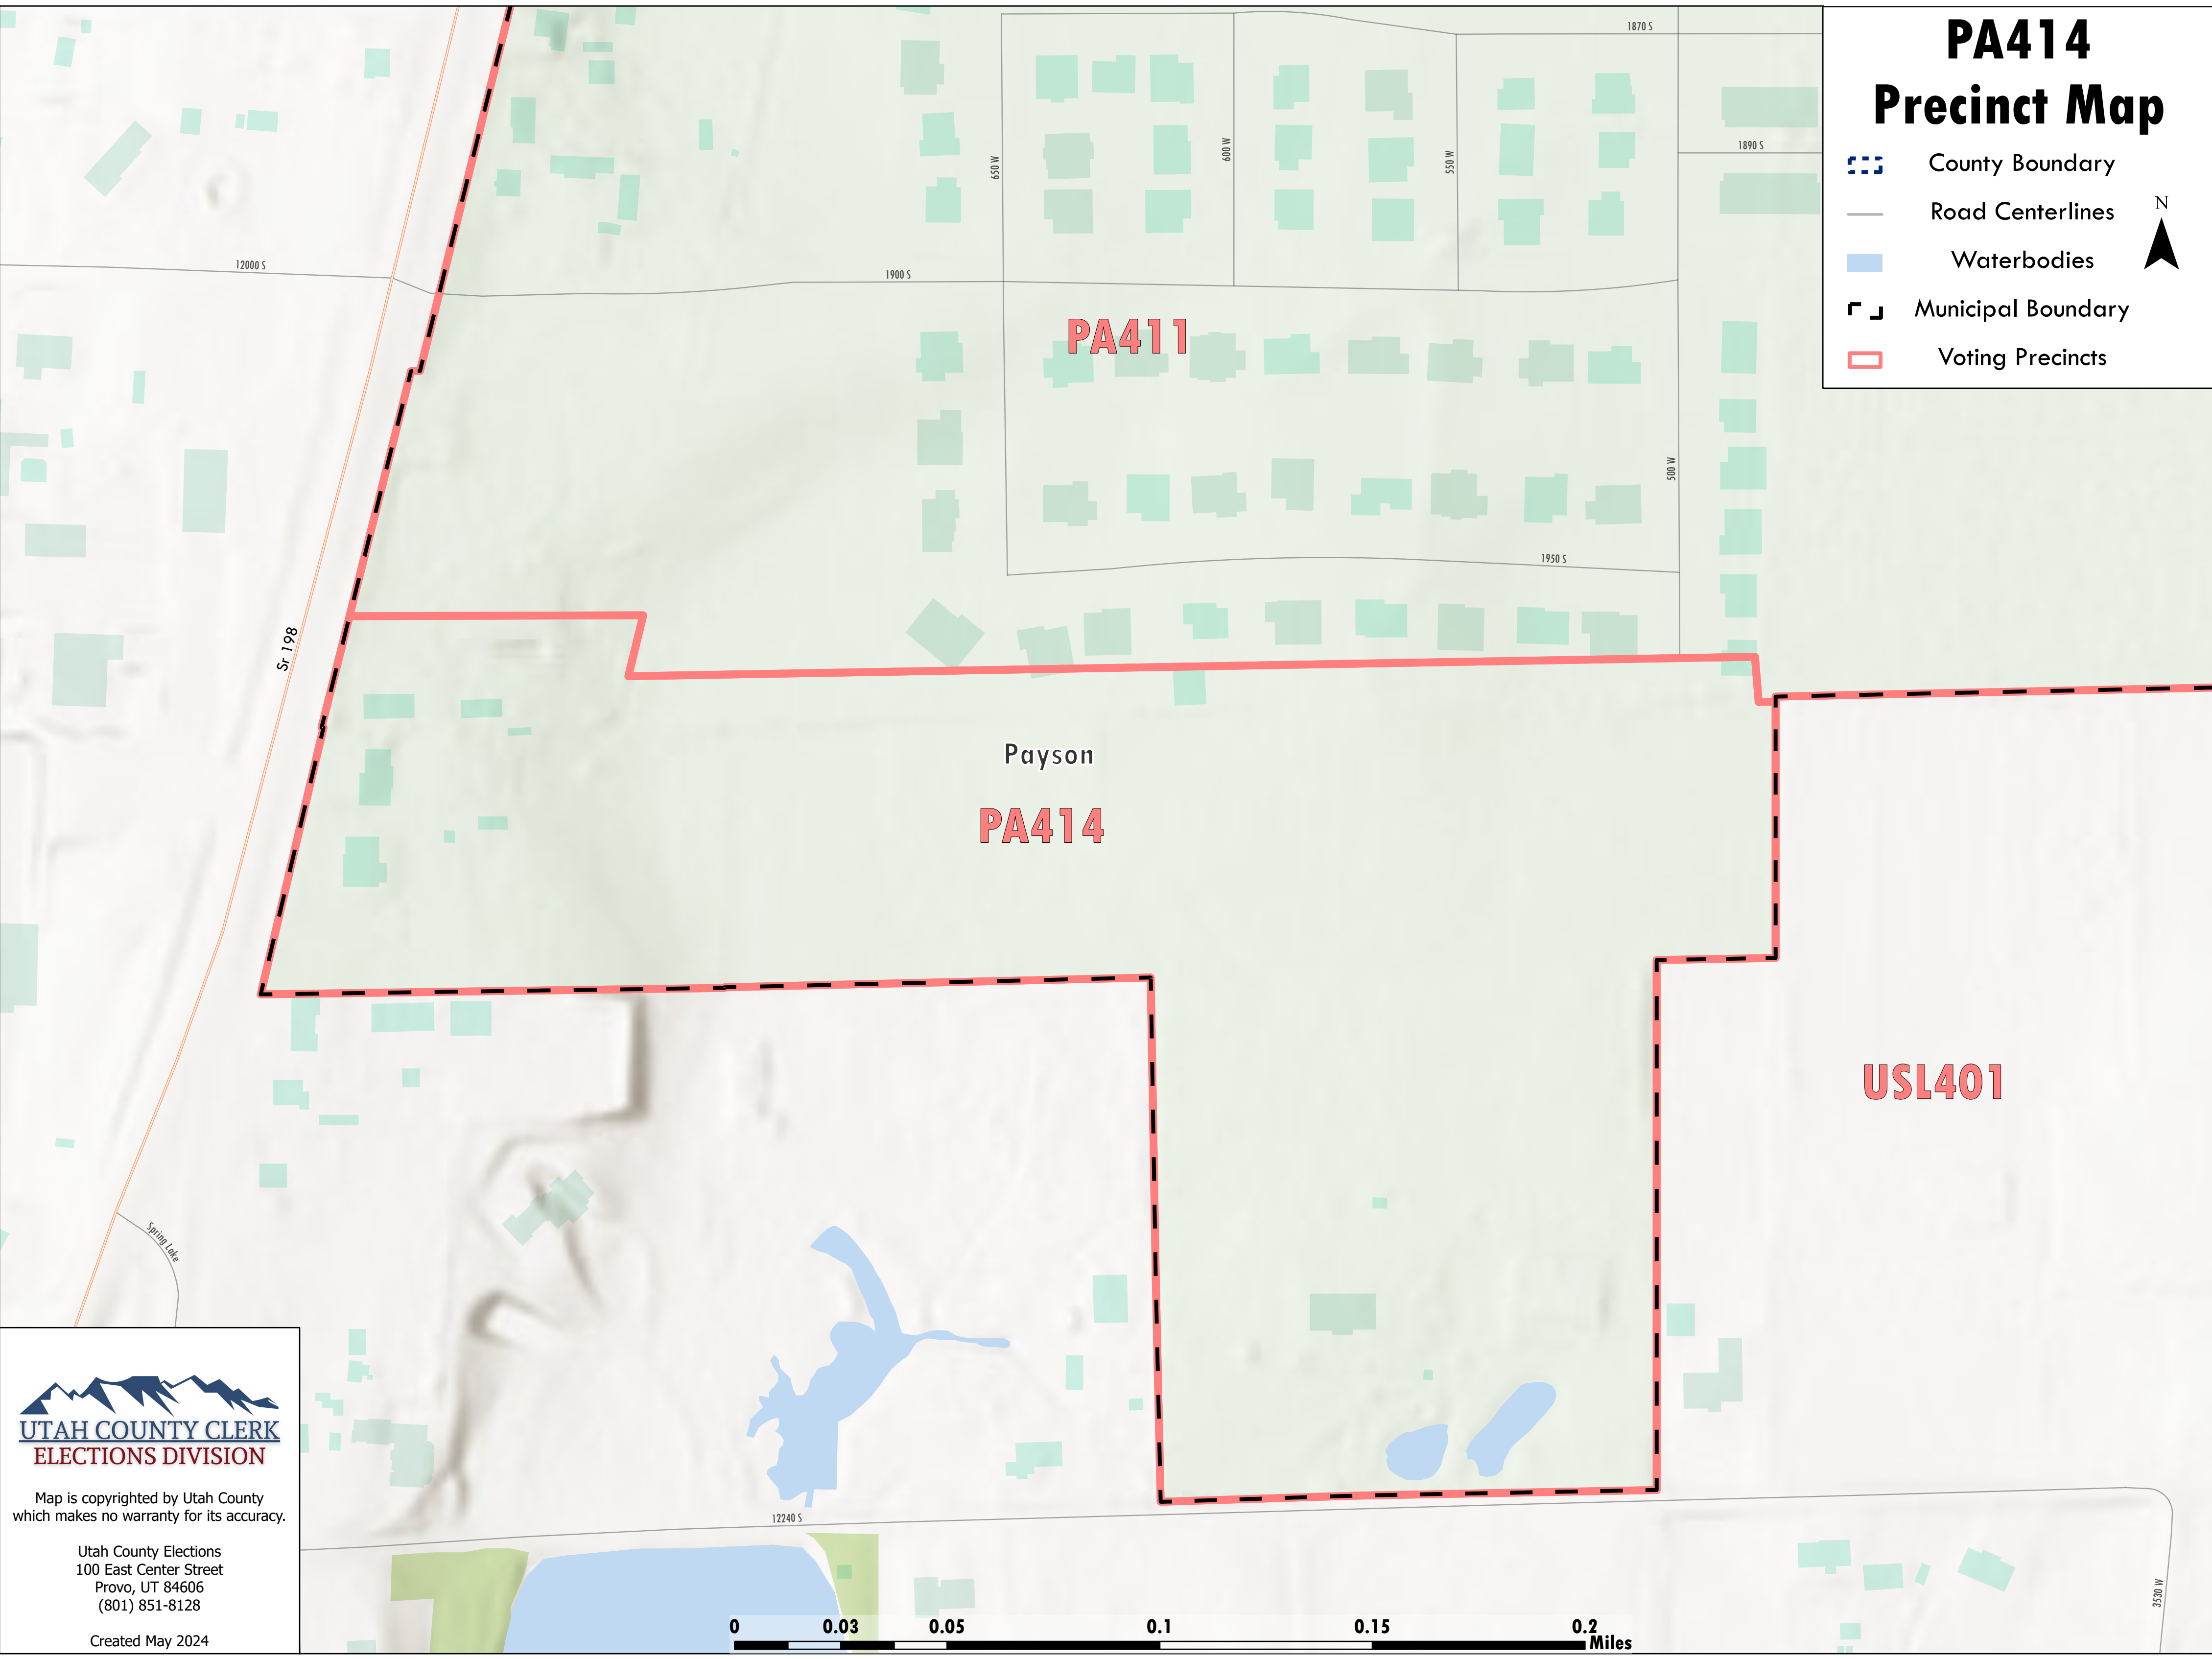 PA414
Precinct Map
County Boundary
Road Centerlines
N
Waterbodies
Municipal Boundary
Voting Precincts
1870 S
1890 S
650 W
600 W
550 W
12000 S
1900 S
PA411
500 W
1950 S
Sr 198
Payson
PA414
USL401
Spring Lake
12240 S
3530 W
UTAH COUNTY CLERK
ELECTIONS DIVISION
Map is copyrighted by Utah County
which makes no warranty for its accuracy.
Utah County Elections
100 East Center Street
Provo, UT 84606
(801) 851-8128
Created May 2024
0 0.03 0.05 0.1 0.15 0.2
Miles